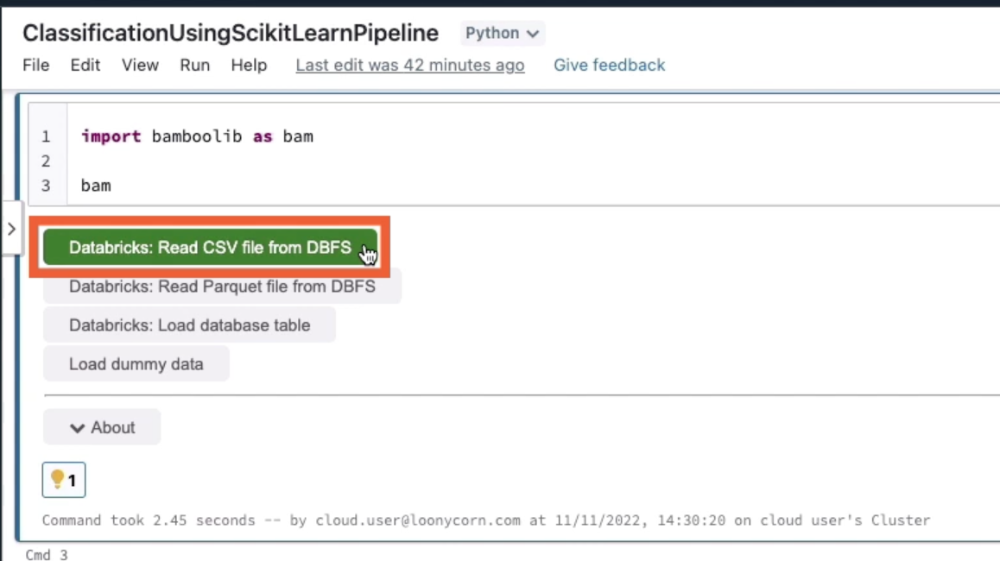 ClassificationUsingScikitLearnPipeline Python
File Edit View Run Help Last edit was 42 minutes ago Give feedback
1 import bamboolib as bam
2
3 bam
Databricks: Read CSV file from DBFS
Databricks: Read Parquet file from DBFS
Databricks: Load database table
Load dummy data
About
1
Command took 2.45 seconds -- by cloud.user@loonycorn.com at 11/11/2022, 14:30:20 on cloud user's Cluster
Cmd 3